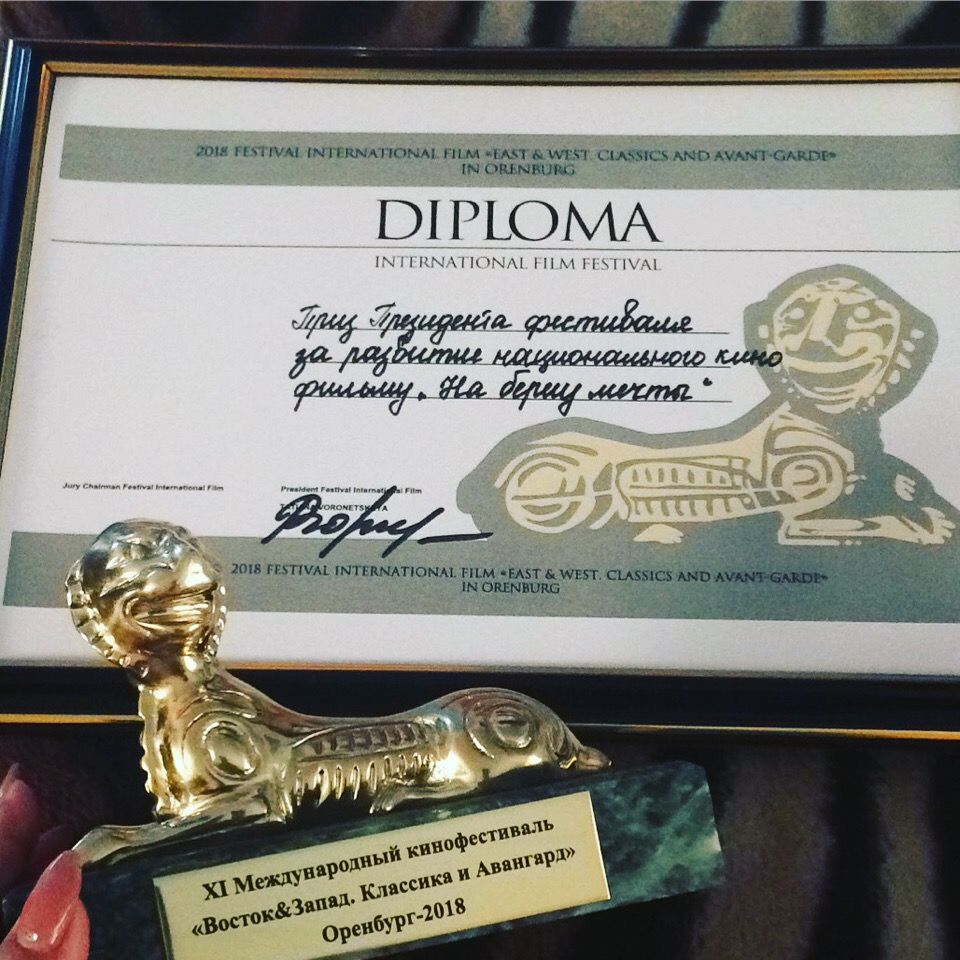 2018 FESTIVAL INTERNATIONAL FILM «EAST & WEST. CLASSICS AND AVANT-GARDE»
IN ORENBURG
DIPLOMA
INTERNATIONAL FILM FESTIVAL
Приз Президента фестиваля
за развитие национального кино
фильму „На берегу мечты“
Jury Chairman Festival International Film
President Festival International Film
TATIANA VORONETSKAYA
2018 FESTIVAL INTERNATIONAL FILM «EAST & WEST. CLASSICS AND AVANT-GARDE»
IN ORENBURG
XI Международный кинофестиваль
«Восток&Запад. Классика и Авангард»
Оренбург-2018